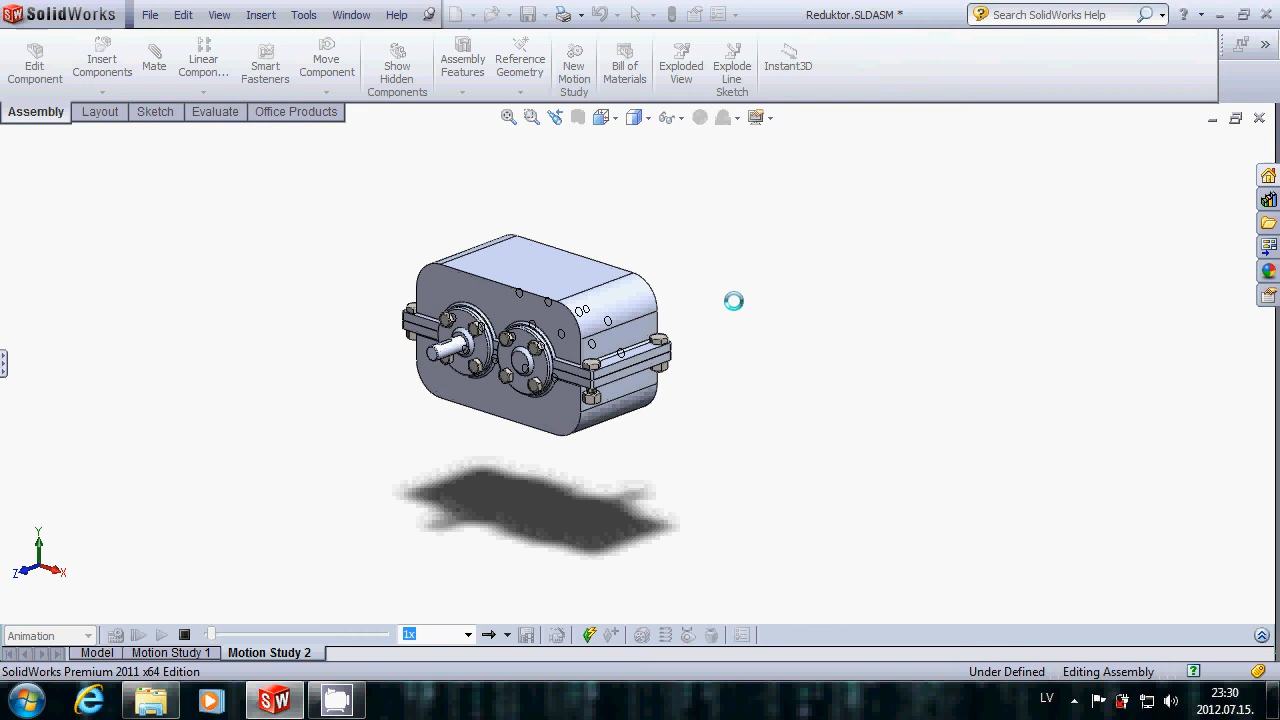 SolidWorks File Edit View Insert Tools Window Help Reduktor.SLDASM * Search SolidWorks Help
Edit Component
Insert Components
Mate
Linear Compon...
Smart Fasteners
Move Component
Show Hidden Components
Assembly Features
Reference Geometry
New Motion Study
Bill of Materials
Exploded View
Explode Line Sketch
Instant3D
Assembly Layout Sketch Evaluate Office Products
Y
Z X
Animation 1x
Model Motion Study 1 Motion Study 2
SolidWorks Premium 2011 x64 Edition Under Defined Editing Assembly
LV 23:30
2012.07.15.